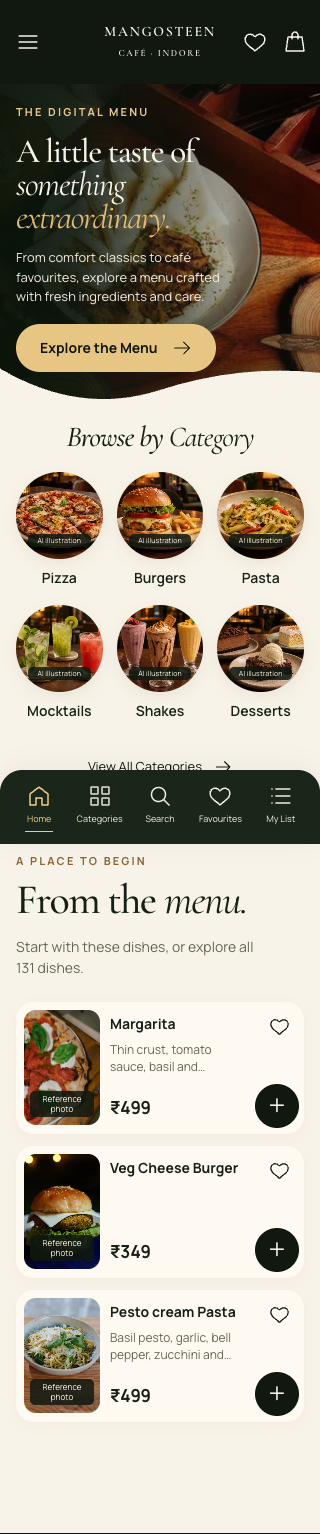 MANGOSTEEN
CAFÉ · INDORE
THE DIGITAL MENU
A little taste of
something
extraordinary.
From comfort classics to café
favourites, explore a menu crafted
with fresh ingredients and care.
Explore the Menu
Browse by Category
AI illustration
AI illustration
AI illustration
Pizza
Burgers
Pasta
AI illustration
AI illustration
AI illustration
Mocktails
Shakes
Desserts
View All Categories
Home
Categories
Search
Favourites
My List
A PLACE TO BEGIN
From the menu.
Start with these dishes, or explore all
131 dishes.
Margarita
Thin crust, tomato
sauce, basil and...
Reference
photo
₹499
Veg Cheese Burger
Reference
photo
₹349
Pesto cream Pasta
Basil pesto, garlic, bell
pepper, zucchini and...
Reference
photo
₹499